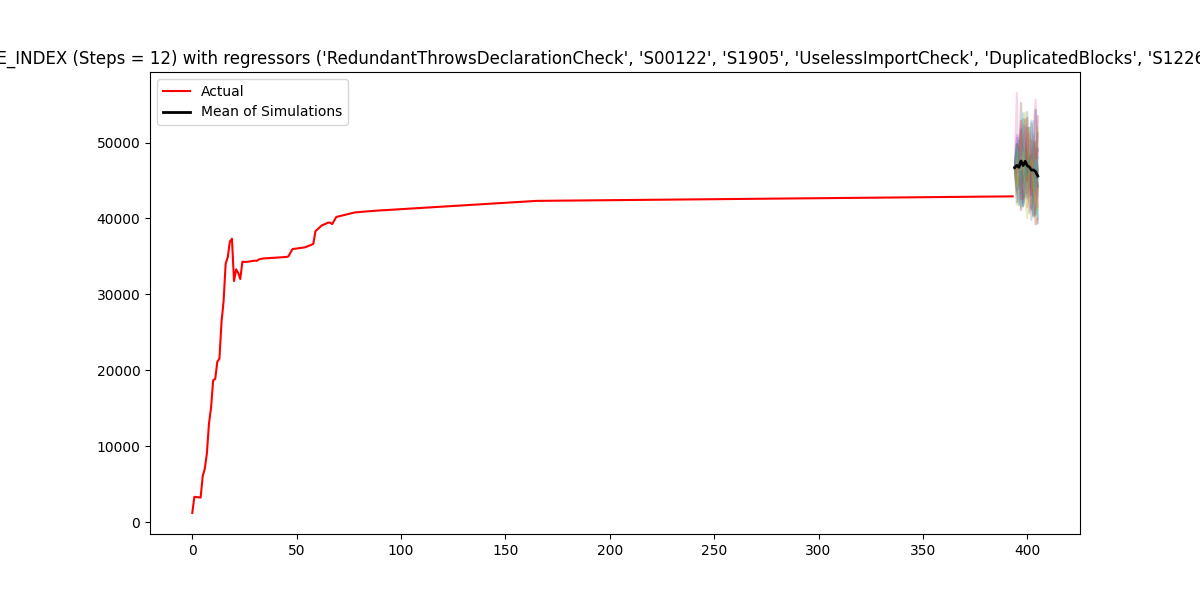 E_INDEX (Steps = 12) with regressors ('RedundantThrowsDeclarationCheck', 'S00122', 'S1905', 'UselessImportCheck', 'DuplicatedBlocks', 'S1226
Actual
Mean of Simulations
50000
40000
30000
20000
10000
0
0 50 100 150 200 250 300 350 400